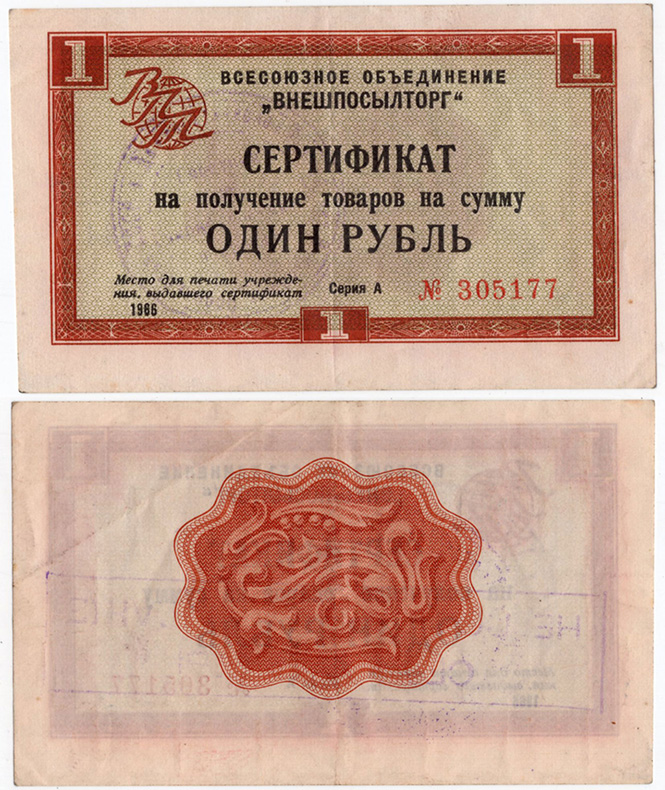 1 1
ВПТ
ВСЕСОЮЗНОЕ ОБЪЕДИНЕНИЕ
„ВНЕШПОСЫЛТОРГ“
СЕРТИФИКАТ
на получение товаров на сумму
ОДИН РУБЛЬ
Место для печати учрежде-
ния, выдавшего сертификат
Серия А № 305177
1966
1